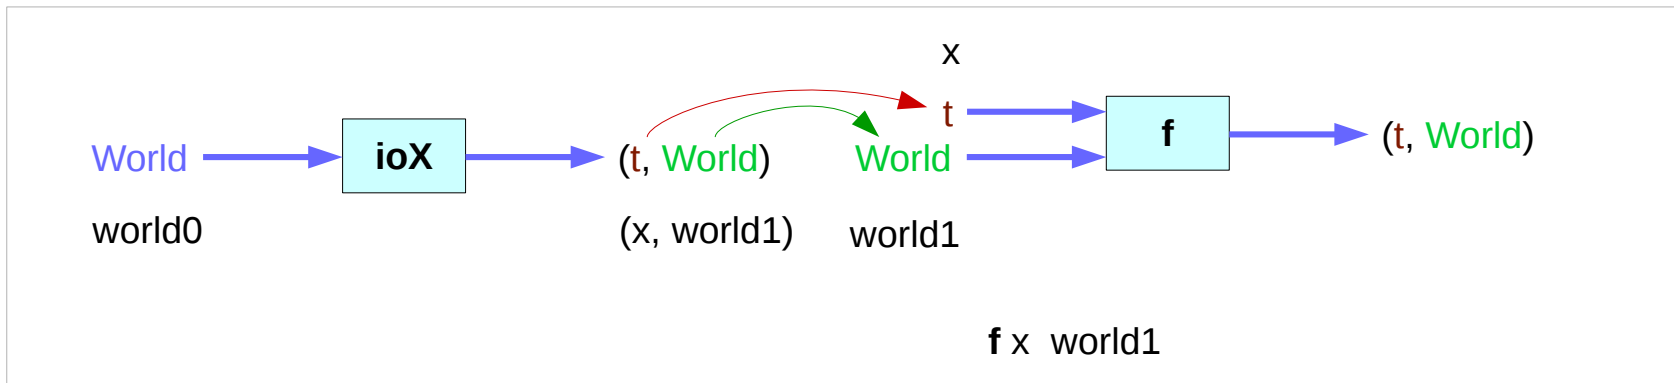 x
t
World ioX (t, World) World f (t, World)
world0 (x, world1) world1
f x world1